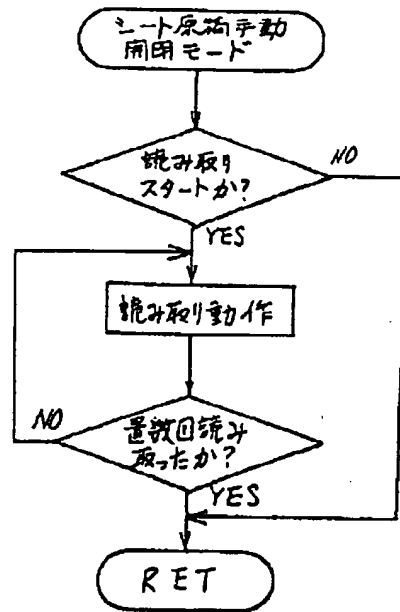 シート原稿手動
開閉モード
読み取り
スタートか?
NO
YES
読み取り動作
NO
置数回読み
取ったか?
YES
RET